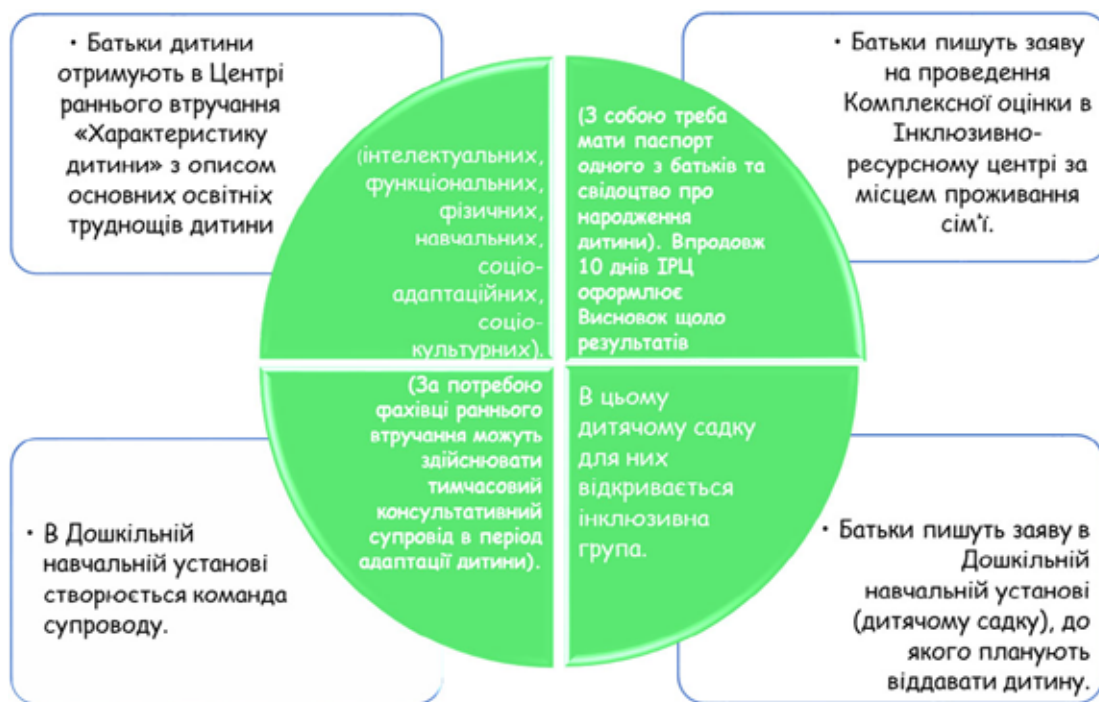 • Батьки дитини
отримують в Центрі
раннього втручання
«Характеристику
дитини» з описом
основних освітніх
труднощів дитини
(інтелектуальних,
функціональних,
фізичних,
навчальних,
соціо-
адаптаційних,
соціо-
культурних).
• Батьки пишуть заяву
на проведення
Комплексної оцінки в
Інклюзивно-
ресурсному центрі за
місцем проживання
сім'ї.
(З собою треба
мати паспорт
одного з батьків та
свідоцтво про
народження
дитини). Впродовж
10 днів ІРЦ
оформлює
Висновок щодо
результатів
• Батьки пишуть заяву в
Дошкільній
навчальній установі
(дитячому садку), до
якого планують
віддавати дитину.
В цьому
дитячому садку
для них
відкривається
інклюзивна
група.
• В Дошкільній
навчальній установі
створюється команда
супроводу.
(За потребою
фахівці раннього
втручання можуть
здійснювати
тимчасовий
консультативний
супровід в період
адаптації дитини).